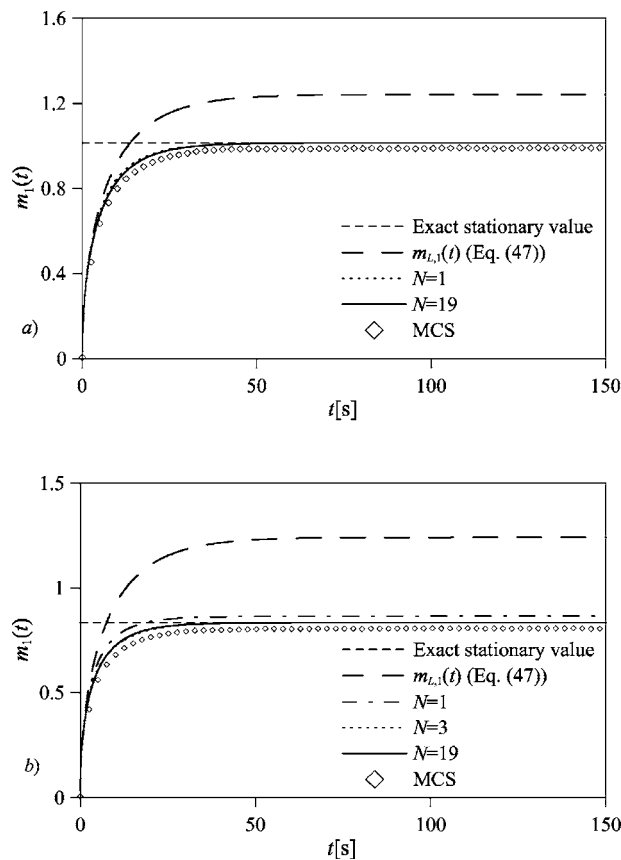 1.6
1.2
0.8
0.4
0
m1(t)
a)
Exact stationary value
mL,1(t) (Eq. (47))
N=1
N=19
MCS
0 50 100 150
t[s]
1.5
1
0.5
0
m1(t)
b)
Exact stationary value
mL,1(t) (Eq. (47))
N=1
N=3
N=19
MCS
0 50 100 150
t[s]